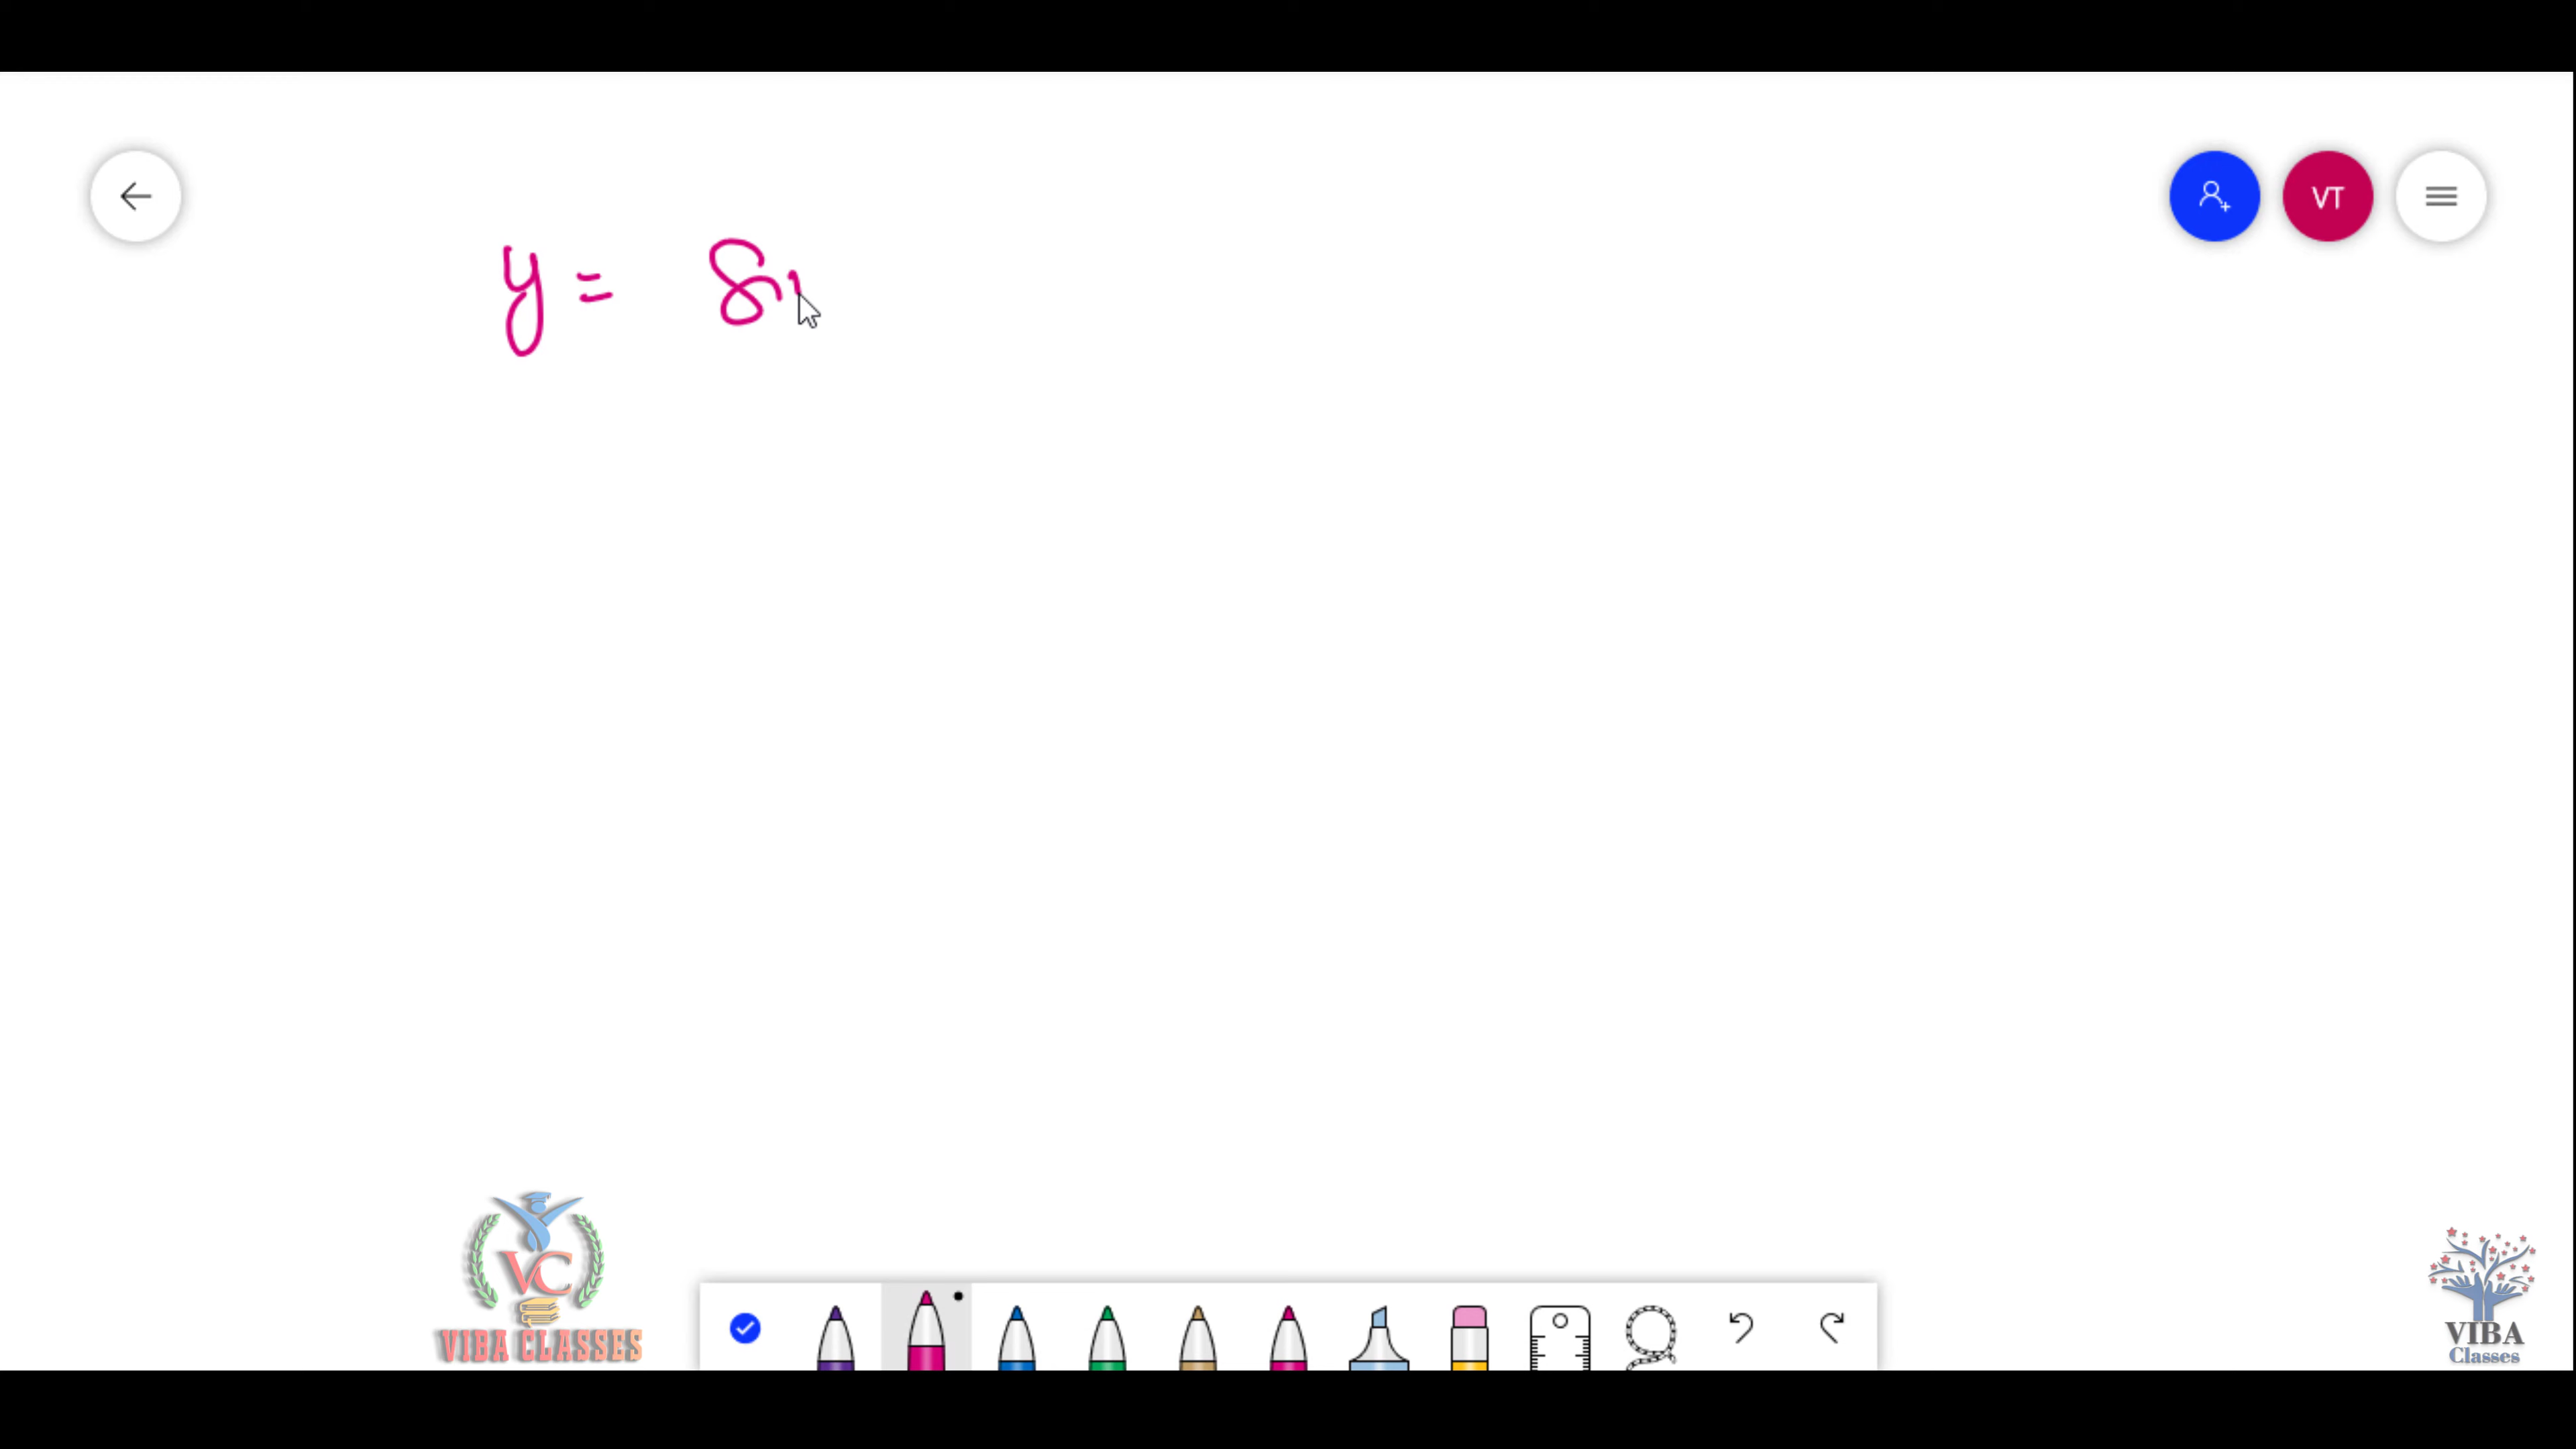 VT
y = Si
VC
VIBA CLASSES
VIBA
Classes